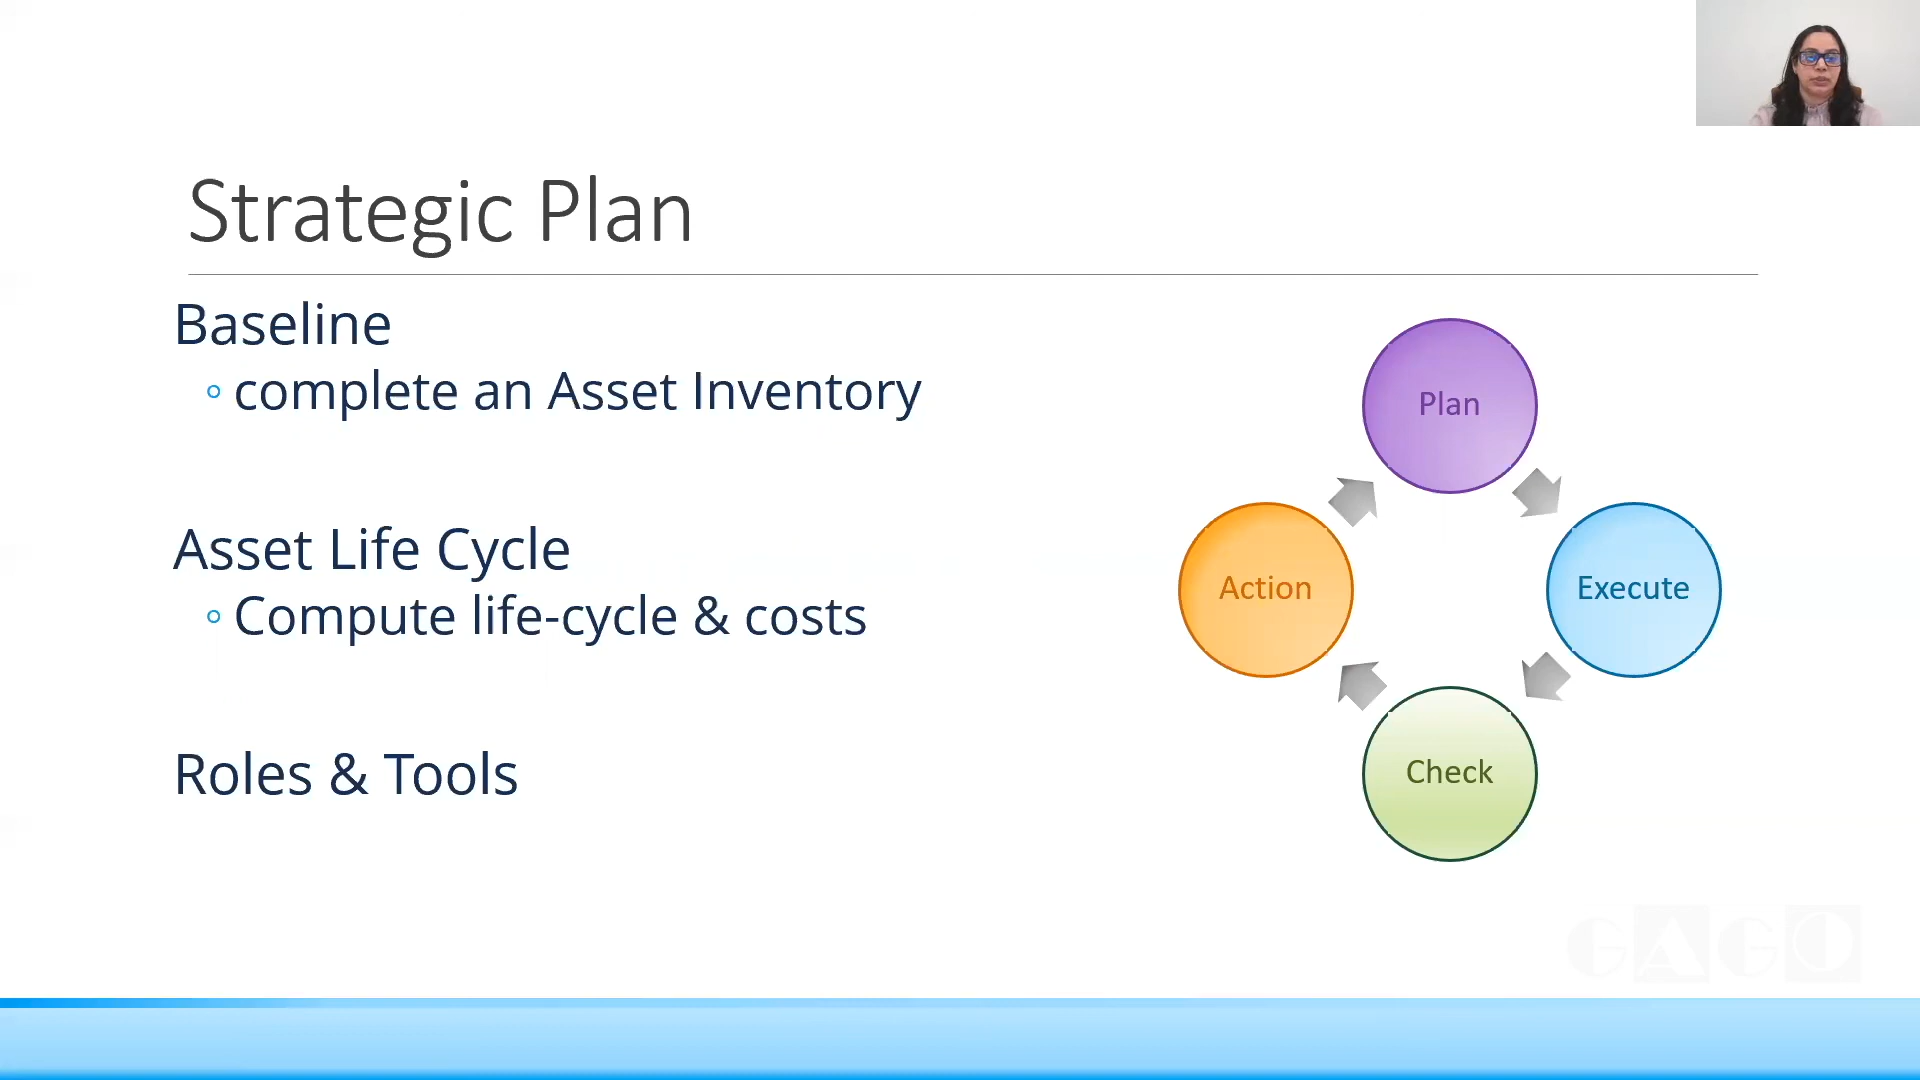 Strategic Plan
Baseline
complete an Asset Inventory
Asset Life Cycle
Compute life-cycle & costs
Roles & Tools
Plan
Execute
Check
Action
GAGO